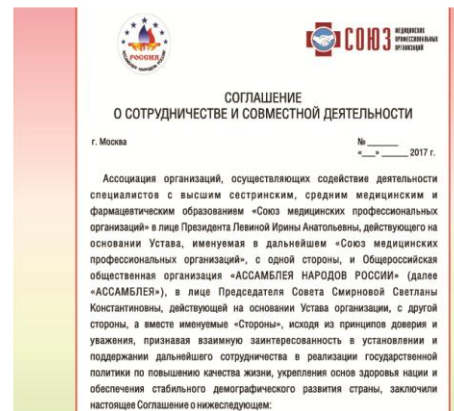 РОССИЯ
АССАМБЛЕЯ НАРОДОВ РОССИИ
СОЮЗ
МЕДИЦИНСКИХ
ПРОФЕССИОНАЛЬНЫХ
ОРГАНИЗАЦИЙ
СОГЛАШЕНИЕ
О СОТРУДНИЧЕСТВЕ И СОВМЕСТНОЙ ДЕЯТЕЛЬНОСТИ
г. Москва
№ ______
«___» ______ 2017 г.
Ассоциация организаций, осуществляющих содействие деятельности
специалистов с высшим сестринским, средним медицинским и
фармацевтическим образованием «Союз медицинских профессиональных
организаций» в лице Президента Левиной Ирины Анатольевны, действующего на
основании Устава, именуемая в дальнейшем «Союз медицинских
профессиональных организаций», с одной стороны, и Общероссийская
общественная организация «АССАМБЛЕЯ НАРОДОВ РОССИИ» (далее
«АССАМБЛЕЯ»), в лице Председателя Совета Смирновой Светланы
Константиновны, действующей на основании Устава организации, с другой
стороны, а вместе именуемые «Стороны», исходя из принципов доверия и
уважения, признавая взаимную заинтересованность в установлении и
поддержании дальнейшего сотрудничества в реализации государственной
политики по повышению качества жизни, укрепления основ здоровья нации и
обеспечения стабильного демографического развития страны, заключили
настоящее Соглашение о нижеследующем: